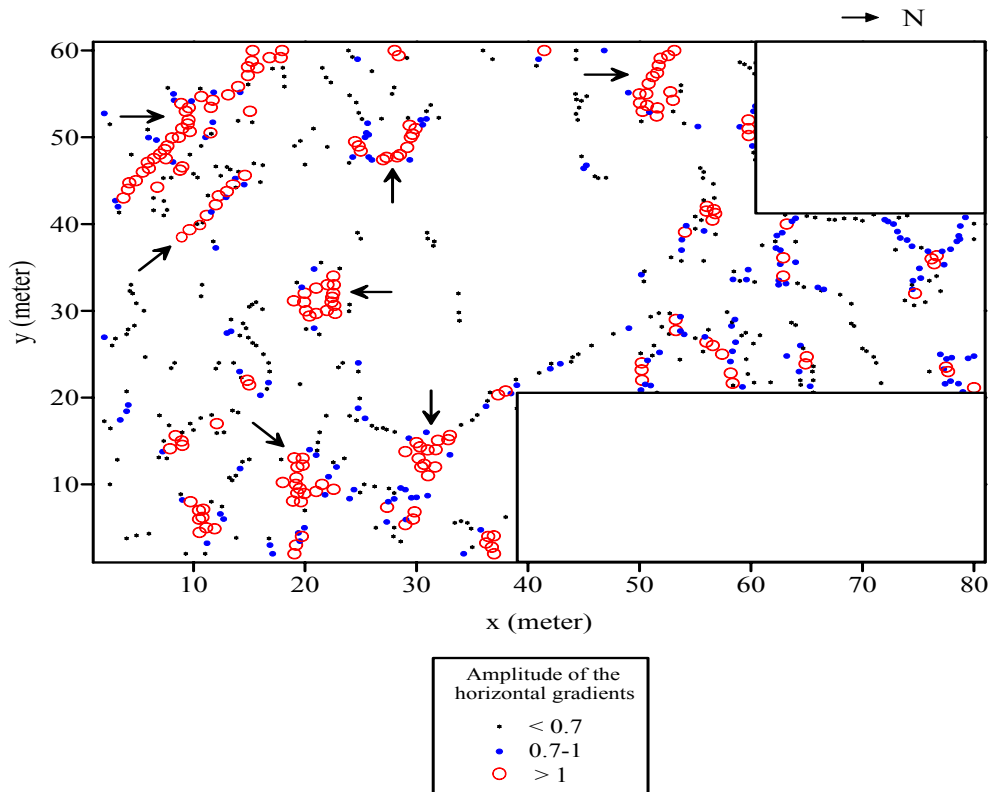 N
60
50
40
30
20
10
y (meter)
10 20 30 40 50 60 70 80
x (meter)
Amplitude of the
horizontal gradients
< 0.7
0.7-1
> 1